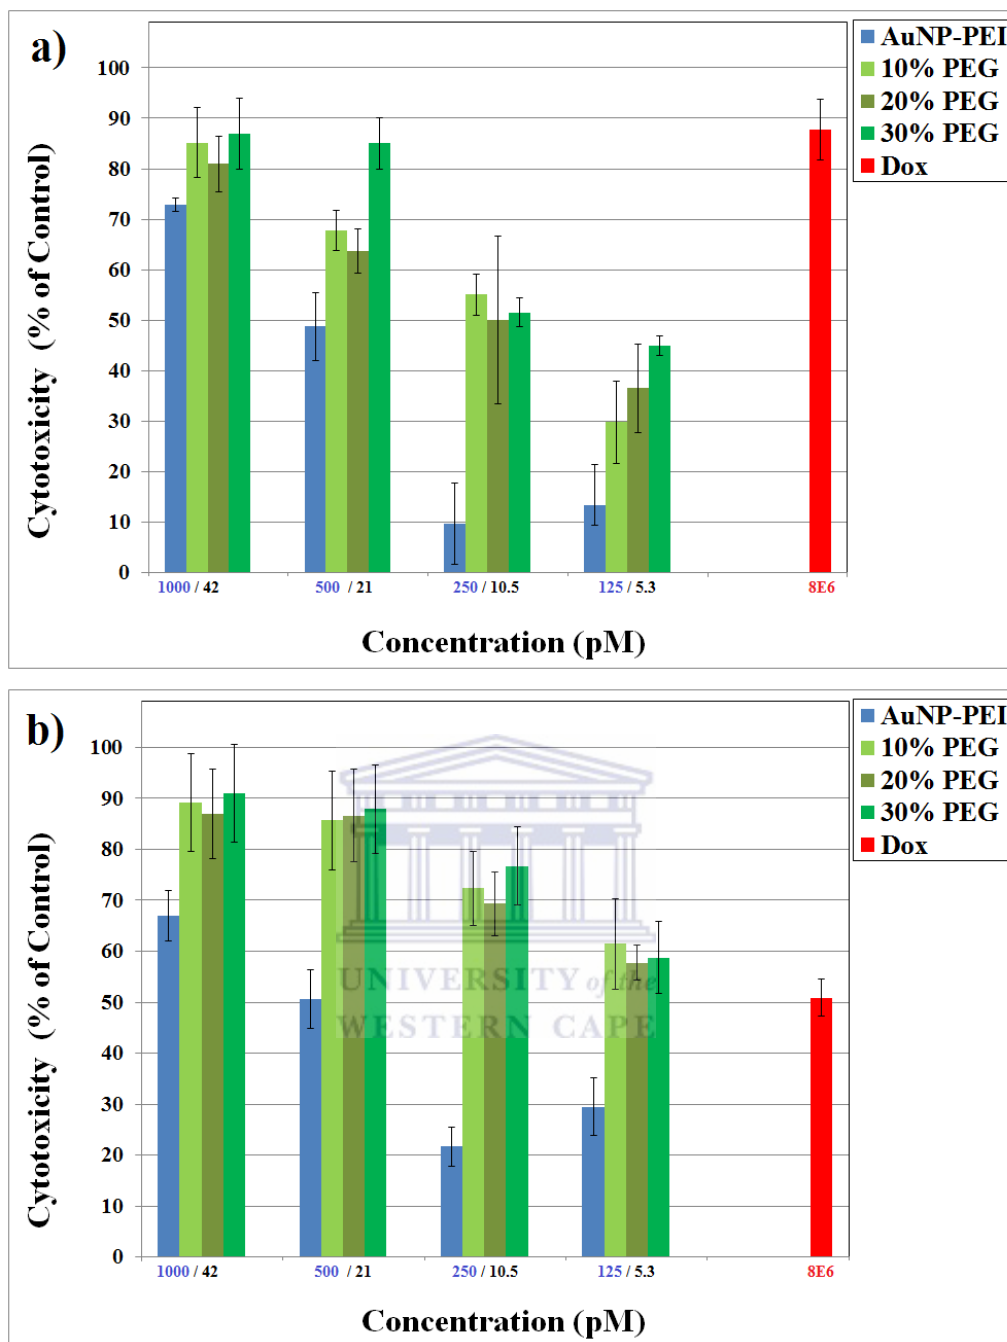 a)
AuNP-PEI
10% PEG
20% PEG
30% PEG
Dox
Cytotoxicity (% of Control)
100
90
80
70
60
50
40
30
20
10
0
1000 / 42
500 / 21
250 / 10.5
125 / 5.3
8E6
Concentration (pM)
b)
AuNP-PEI
10% PEG
20% PEG
30% PEG
Dox
Cytotoxicity (% of Control)
100
90
80
70
60
50
40
30
20
10
0
UNIVERSITY of the
WESTERN CAPE
1000 / 42
500 / 21
250 / 10.5
125 / 5.3
8E6
Concentration (pM)